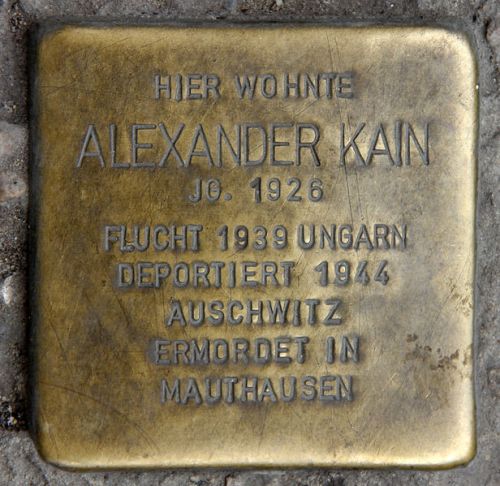 HIER WOHNTE
ALEXANDER KAIN
JG. 1926
FLUCHT 1939 UNGARN
DEPORTIERT 1944
AUSCHWITZ
ERMORDET IN
MAUTHAUSEN